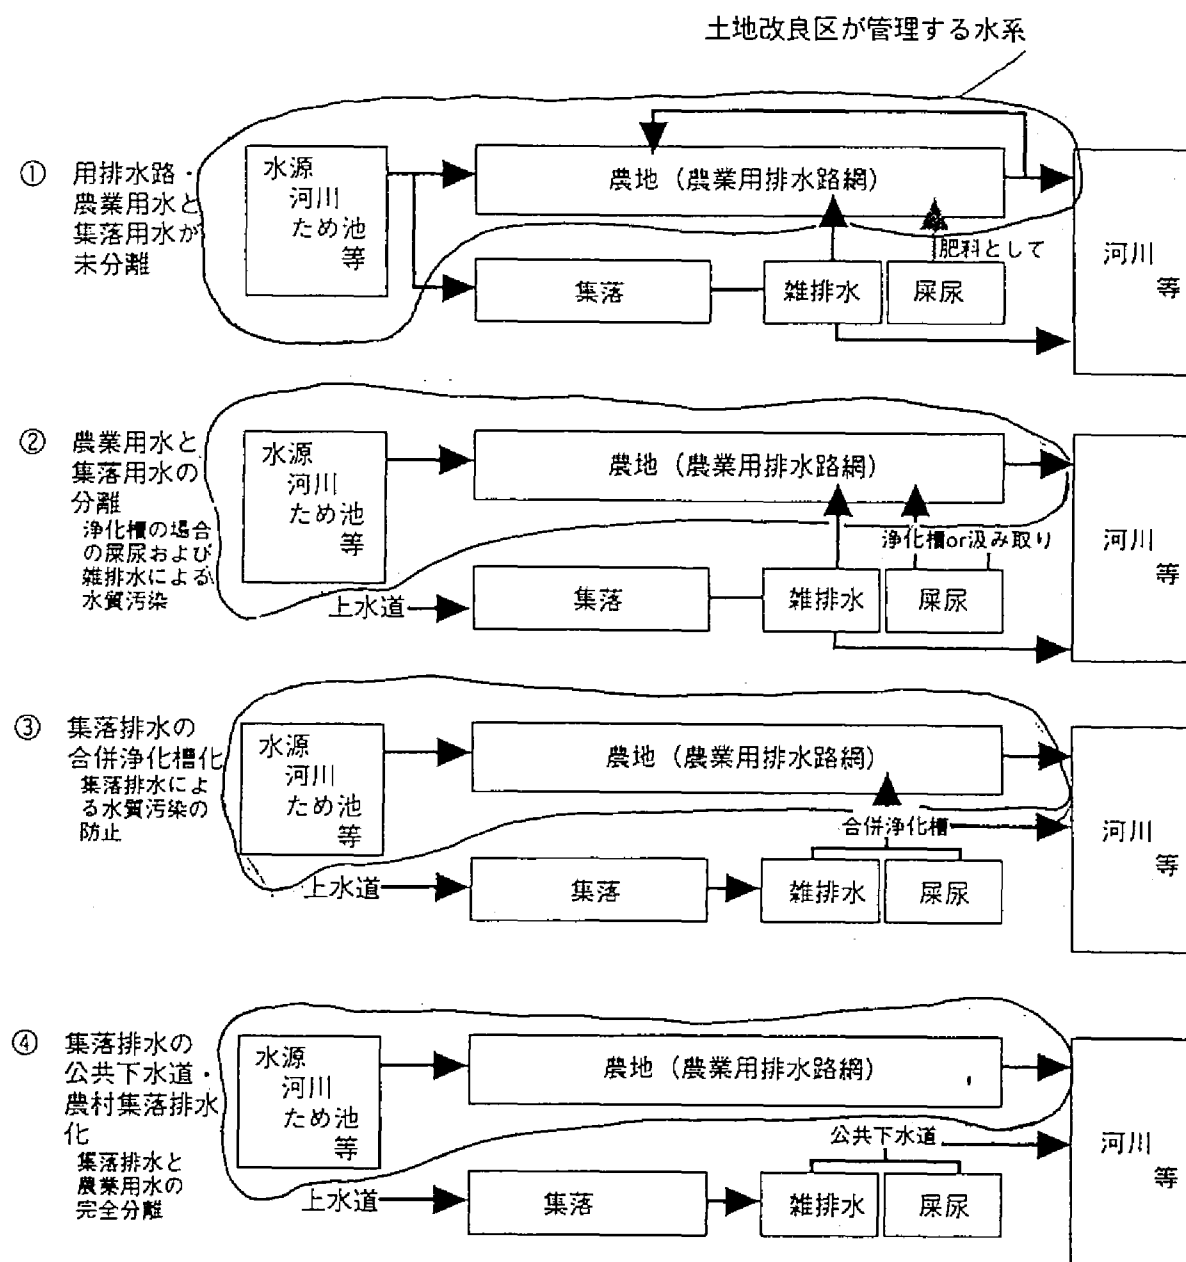 土地改良区が管理する水系
① 用排水路・
農業用水と
集落用水が
未分離
水源
河川
ため池
等
農地（農業用排水路網）
肥料として
集落
雑排水
屎尿
河川
等
② 農業用水と
集落用水の
分離
浄化槽の場合
の屎尿および
雑排水による
水質汚染
水源
河川
ため池
等
農地（農業用排水路網）
浄化槽or汲み取り
上水道
集落
雑排水
屎尿
河川
等
③ 集落排水の
合併浄化槽化
集落排水によ
る水質汚染の
防止
水源
河川
ため池
等
農地（農業用排水路網）
合併浄化槽
上水道
集落
雑排水
屎尿
河川
等
④ 集落排水の
公共下水道・
農村集落排水
化
集落排水と
農業用水の
完全分離
水源
河川
ため池
等
農地（農業用排水路網）
公共下水道
上水道
集落
雑排水
屎尿
河川
等